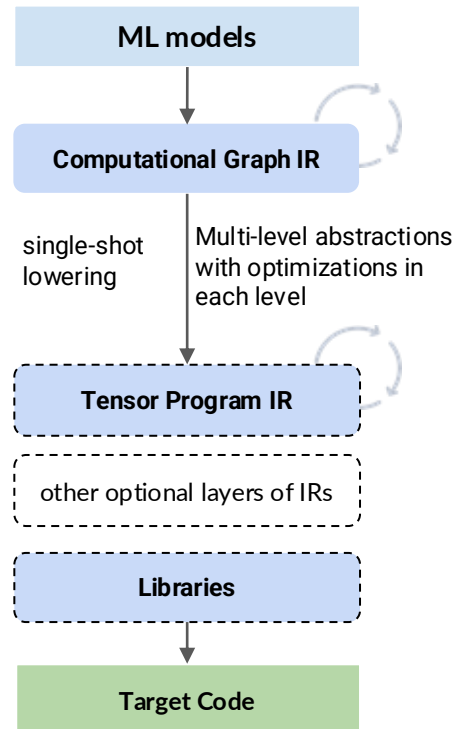 ML models
Computational Graph IR
single-shot
lowering
Multi-level abstractions
with optimizations in
each level
Tensor Program IR
other optional layers of IRs
Libraries
Target Code